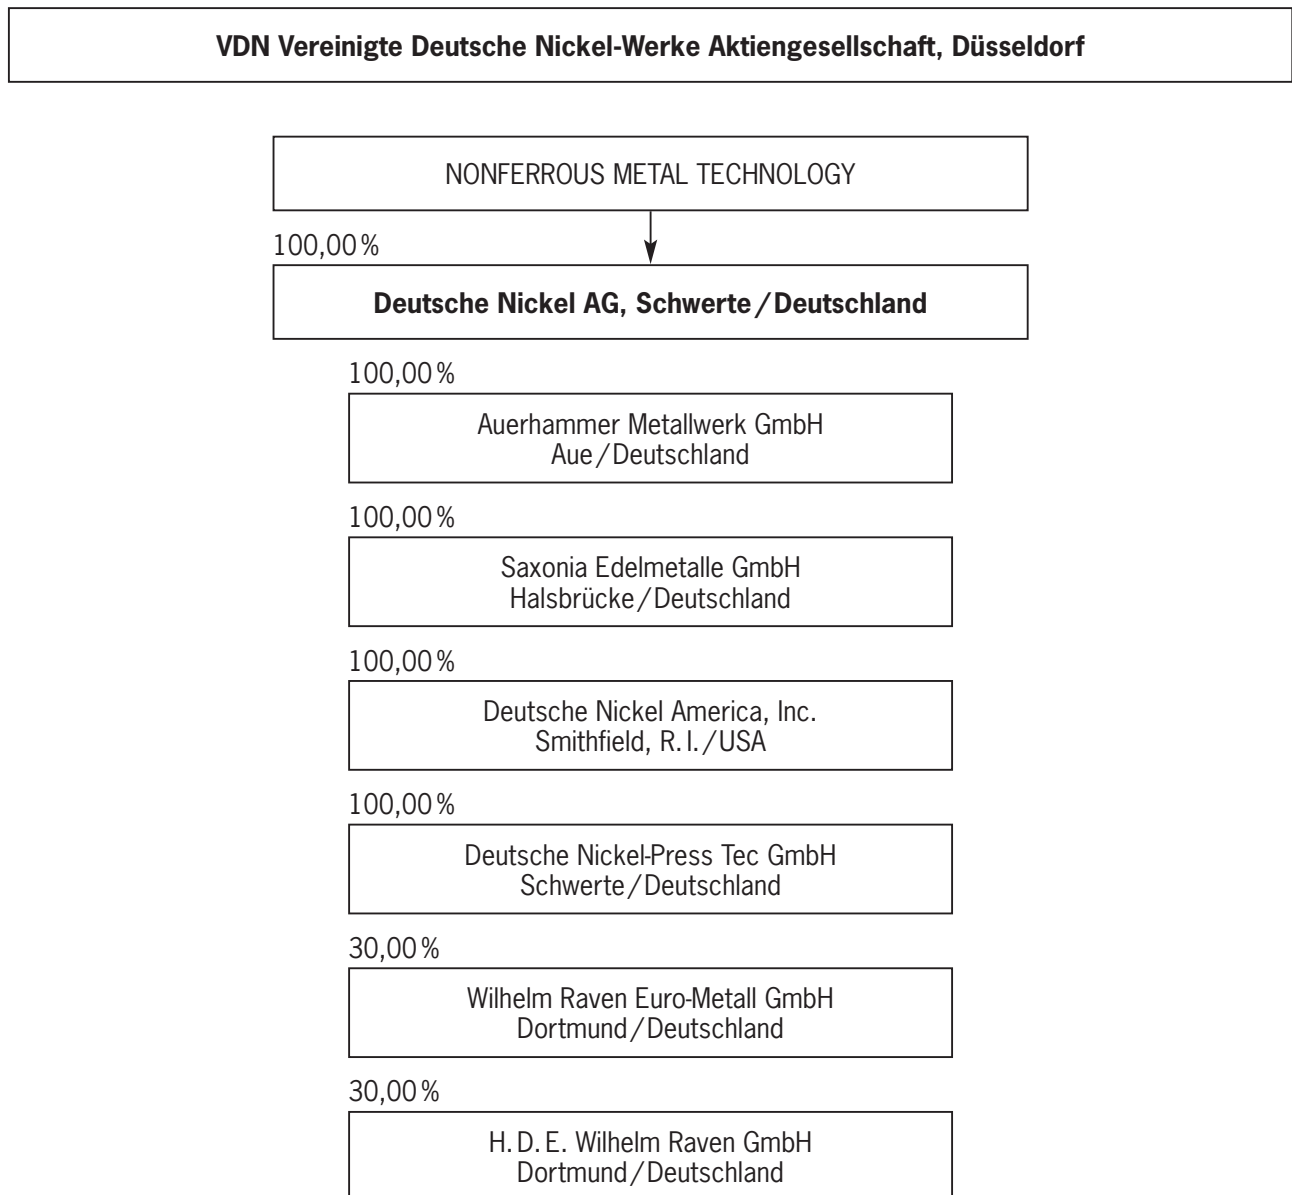 VDN Vereinigte Deutsche Nickel-Werke Aktiengesellschaft, Düsseldorf
NONFERROUS METAL TECHNOLOGY
100,00%
Deutsche Nickel AG, Schwerte/Deutschland
100,00%
Auerhammer Metallwerk GmbH
Aue/Deutschland
100,00%
Saxonia Edelmetalle GmbH
Halsbrücke/Deutschland
100,00%
Deutsche Nickel America, Inc.
Smithfield, R.I./USA
100,00%
Deutsche Nickel-Press Tec GmbH
Schwerte/Deutschland
30,00%
Wilhelm Raven Euro-Metall GmbH
Dortmund/Deutschland
30,00%
H.D.E. Wilhelm Raven GmbH
Dortmund/Deutschland